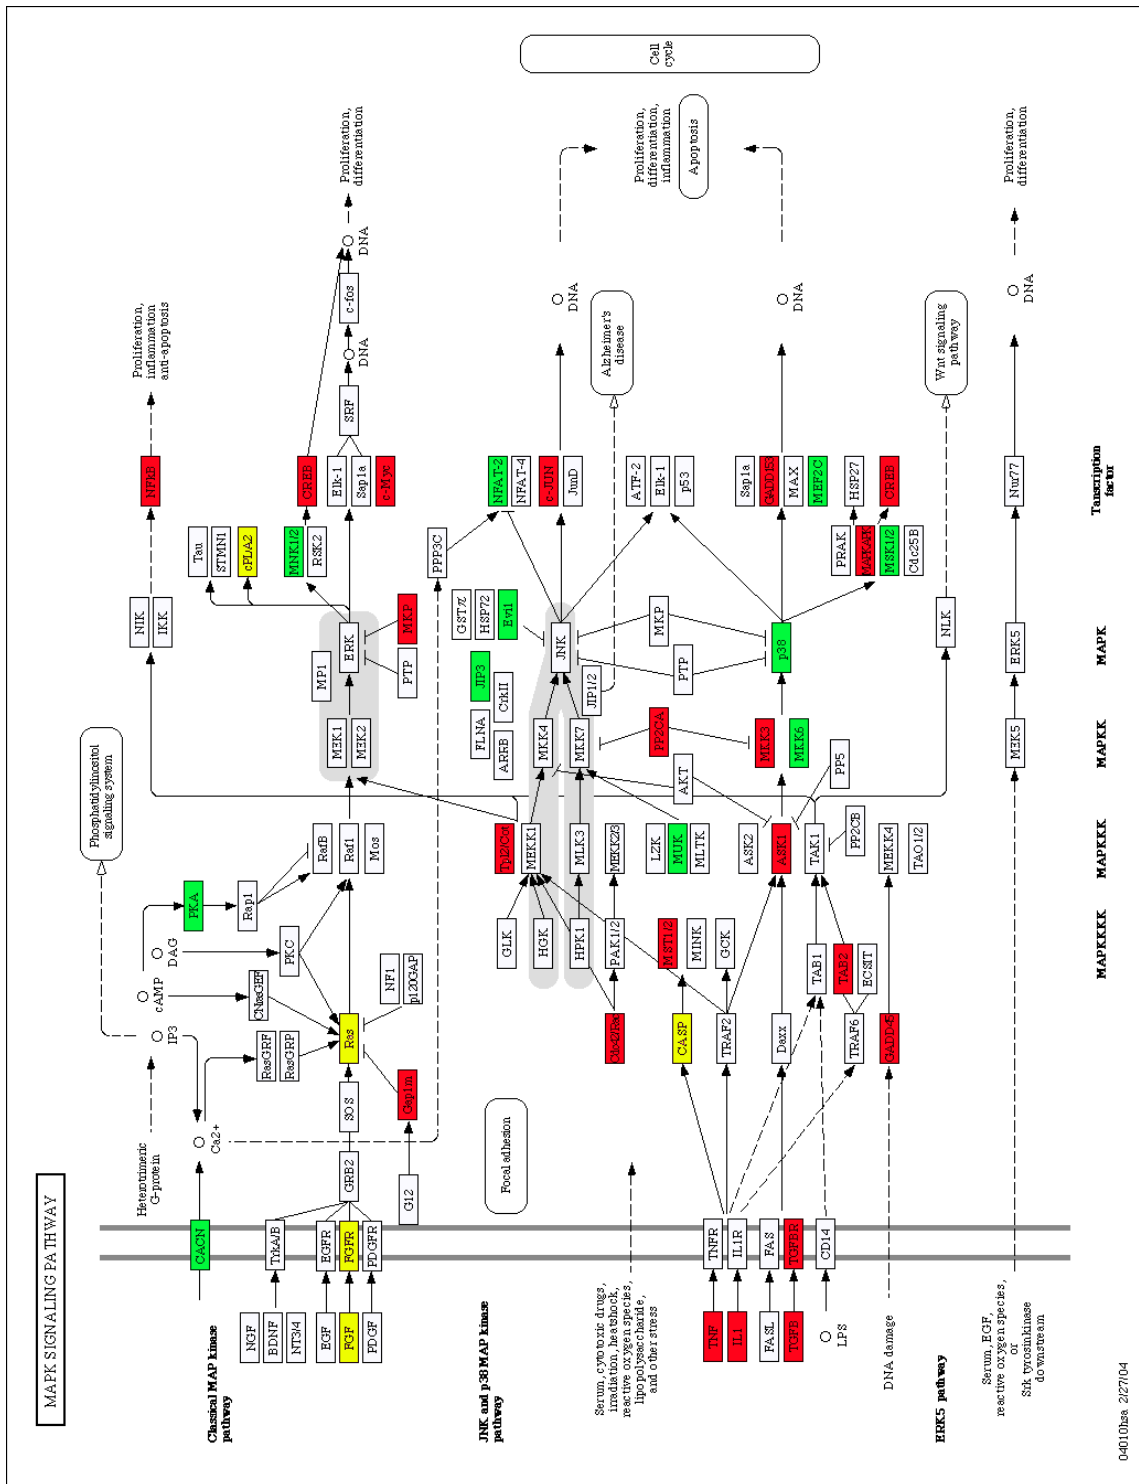 MAPK SIGNALING PATHWAY
Classical MAP kinase
pathway
Heterotrimeric
G-protein
Phosphatidylinositol
signaling system
IP3
cAMP
DAG
Ca2+
CACN
PKA
Rap1
PKC
CNrasGEF
RasGRF
RasGRP
NGF
BDNF
NT3/4
TrkA/B
EGF
EGFR
FGF
FGFR
PDGF
PDGFR
GRB2
SOS
Ras
G12
Gap1m
NF1
p120GAP
RafB
Raf1
Mos
MEK1
MEK2
MP1
ERK
PTP
MKP
NIK
IKK
NFkB
Proliferation,
inflammation
anti-apoptosis
Tau
STMN1
cPLA2
MNK1/2
RSK2
CREB
Elk-1
Sap1a
c-Myc
SRF
DNA
c-fos
DNA
Proliferation,
differentiation
PPP3C
JNK and p38 MAP kinase
pathway
Focal adhesion
Serum, cytotoxic drugs,
irradiation, heatshock,
reactive oxygen species,
lipopolysaccharide,
and other stress
TNF
IL1
FASL
TGFB
LPS
TNFR
IL1R
FAS
TGFBR
CD14
DNA damage
Cdc42/Rac
CASP
TRAF2
Daxx
TRAF6
GADD45
GLK
HGK
HPK1
PAK1/2
MST1/2
MINK
GCK
TAB1
TAB2
ECSIT
Tpl2/Cot
MEKK1
MLK3
MEKK2/3
LZK
MUK
MLTK
ASK2
ASK1
TAK1
PP2CB
MEKK4
TAO1/2
FLNA
ARRB
JIP3
CrkII
MKK4
MKK7
PP2CA
AKT
MKK3
MKK6
PP5
GSTπ
HSP72
Evi1
JNK
JIP1/2
MKP
PTP
p38
NLK
NFAT-2
NFAT-4
c-JUN
JunD
ATF-2
Elk-1
p53
Sap1a
GADD153
MAX
MEF2C
PRAK
MAPKAPK
MSK1/2
Cdc25B
HSP27
CREB
DNA
DNA
Alzheimer's
disease
Wnt signaling
pathway
Proliferation,
differentiation,
inflammation
Apoptosis
Cell
cycle
ERK5 pathway
Serum, EGF,
reactive oxygen species,
or
Srk tyrosinkinase
downstream
MEK5
ERK5
Nur77
DNA
Proliferation,
differentiation
MAPKKKK
MAPKKK
MAPKK
MAPK
Transcription
factor
04010hsa 2/27/04